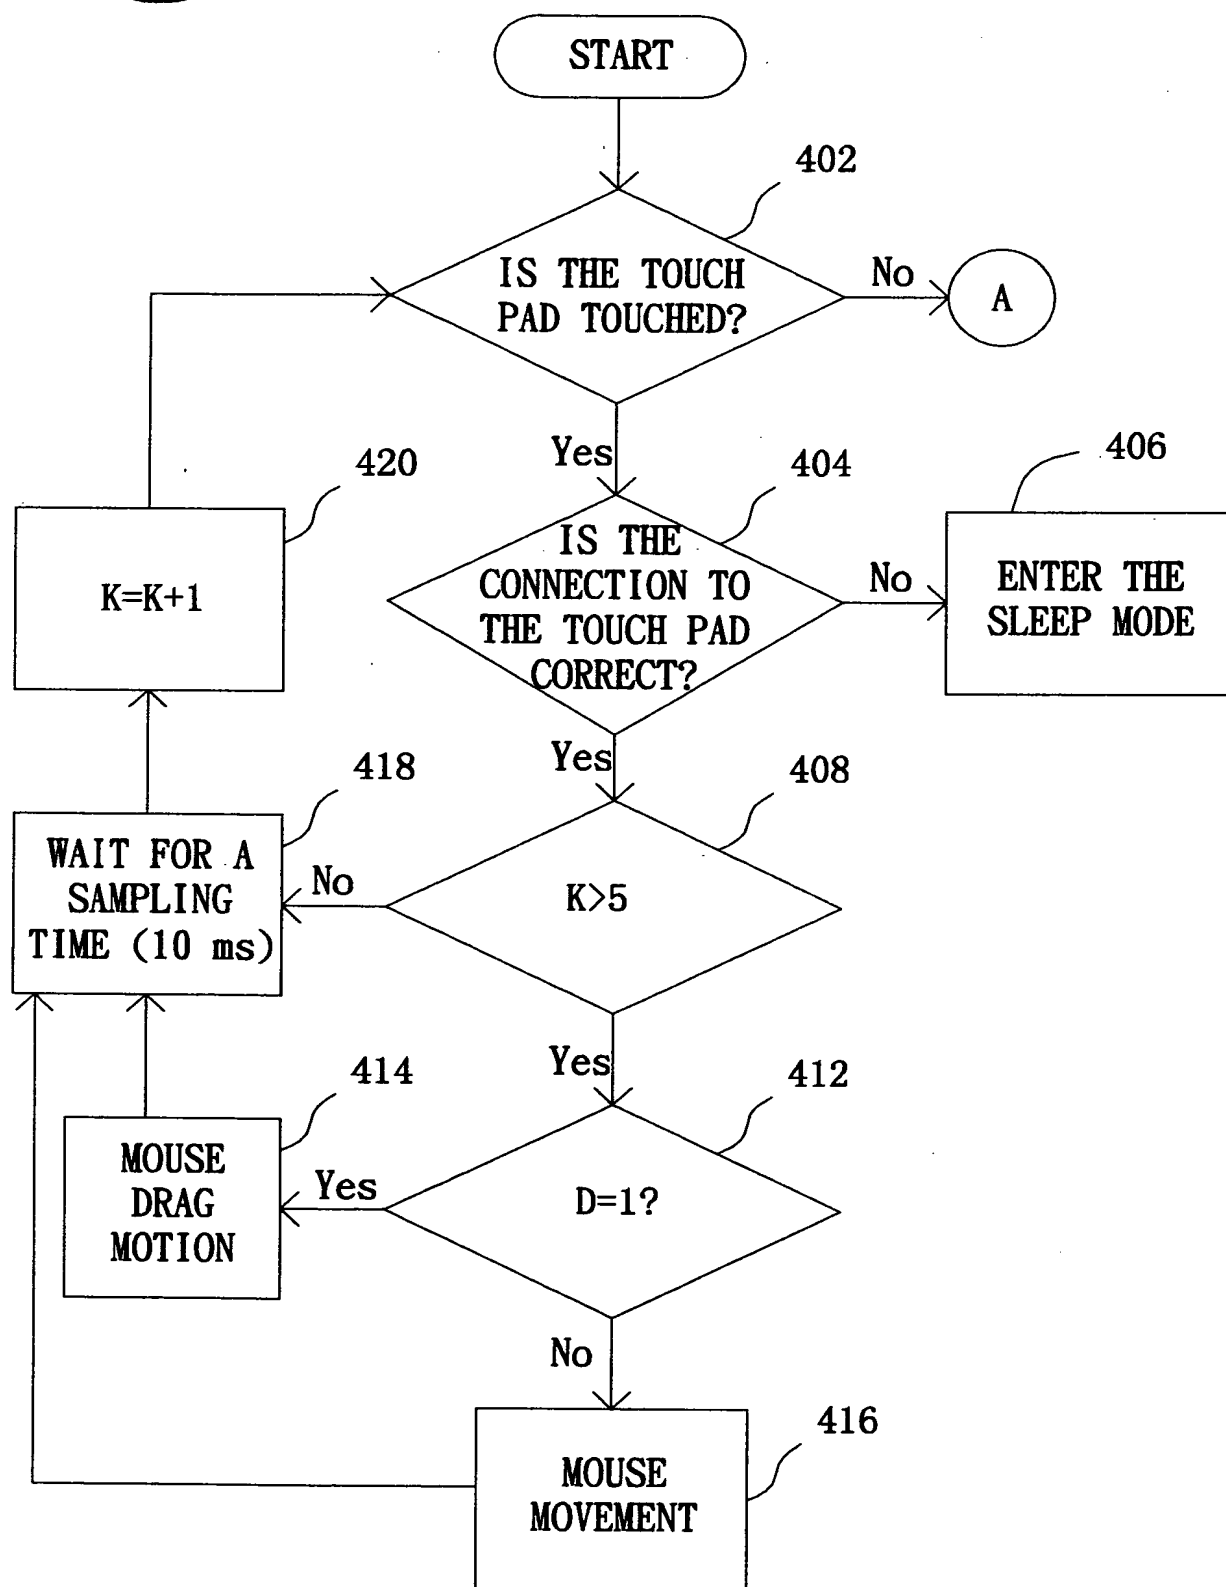 START
402
IS THE TOUCH
PAD TOUCHED?
No
A
Yes
420
404
406
K=K+1
IS THE
CONNECTION TO
THE TOUCH PAD
CORRECT?
No
ENTER THE
SLEEP MODE
Yes
418
408
WAIT FOR A
SAMPLING
TIME (10 ms)
No
K>5
Yes
414
412
MOUSE
DRAG
MOTION
Yes
D=1?
No
416
MOUSE
MOVEMENT